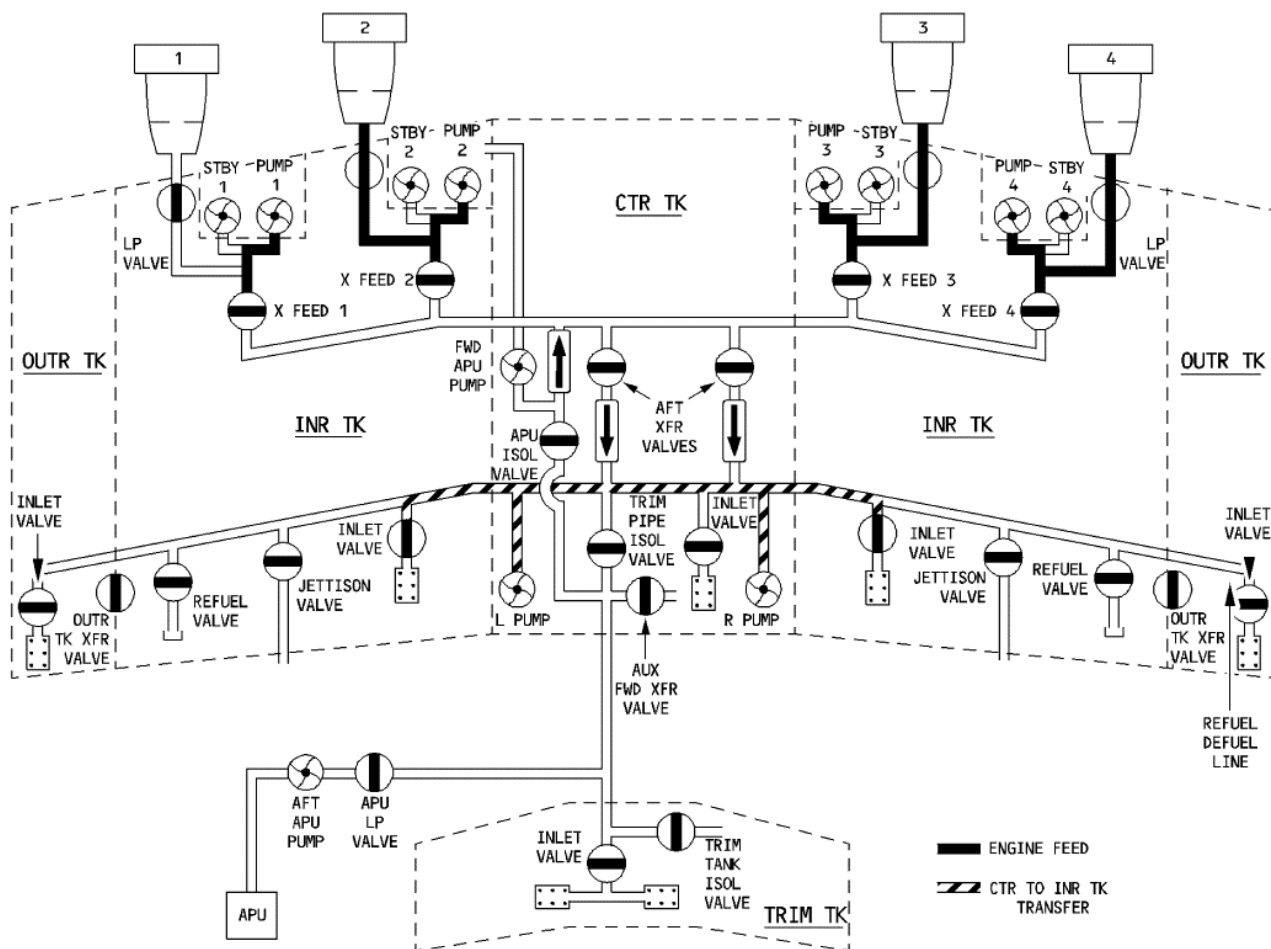 1
2
3
4
STBY
1
PUMP
1
STBY
2
PUMP
2
PUMP
3
STBY
3
PUMP
4
STBY
4
LP
VALVE
LP
VALVE
CTR TK
X FEED 1
X FEED 2
X FEED 3
X FEED 4
OUTR TK
INR TK
FWD
APU
PUMP
AFT
XFR
VALVES
INR TK
OUTR TK
APU
ISOL
VALVE
INLET
VALVE
INLET
VALVE
TRIM
PIPE
ISOL
VALVE
INLET
VALVE
INLET
VALVE
INLET
VALVE
OUTR
TK XFR
VALVE
REFUEL
VALVE
JETTISON
VALVE
L PUMP
R PUMP
JETTISON
VALVE
REFUEL
VALVE
OUTR
TK XFR
VALVE
AUX
FWD XFR
VALVE
REFUEL
DEFUEL
LINE
AFT
APU
PUMP
APU
LP
VALVE
INLET
VALVE
TRIM
TANK
ISOL
VALVE
APU
TRIM TK
ENGINE FEED
CTR TO INR TK
TRANSFER